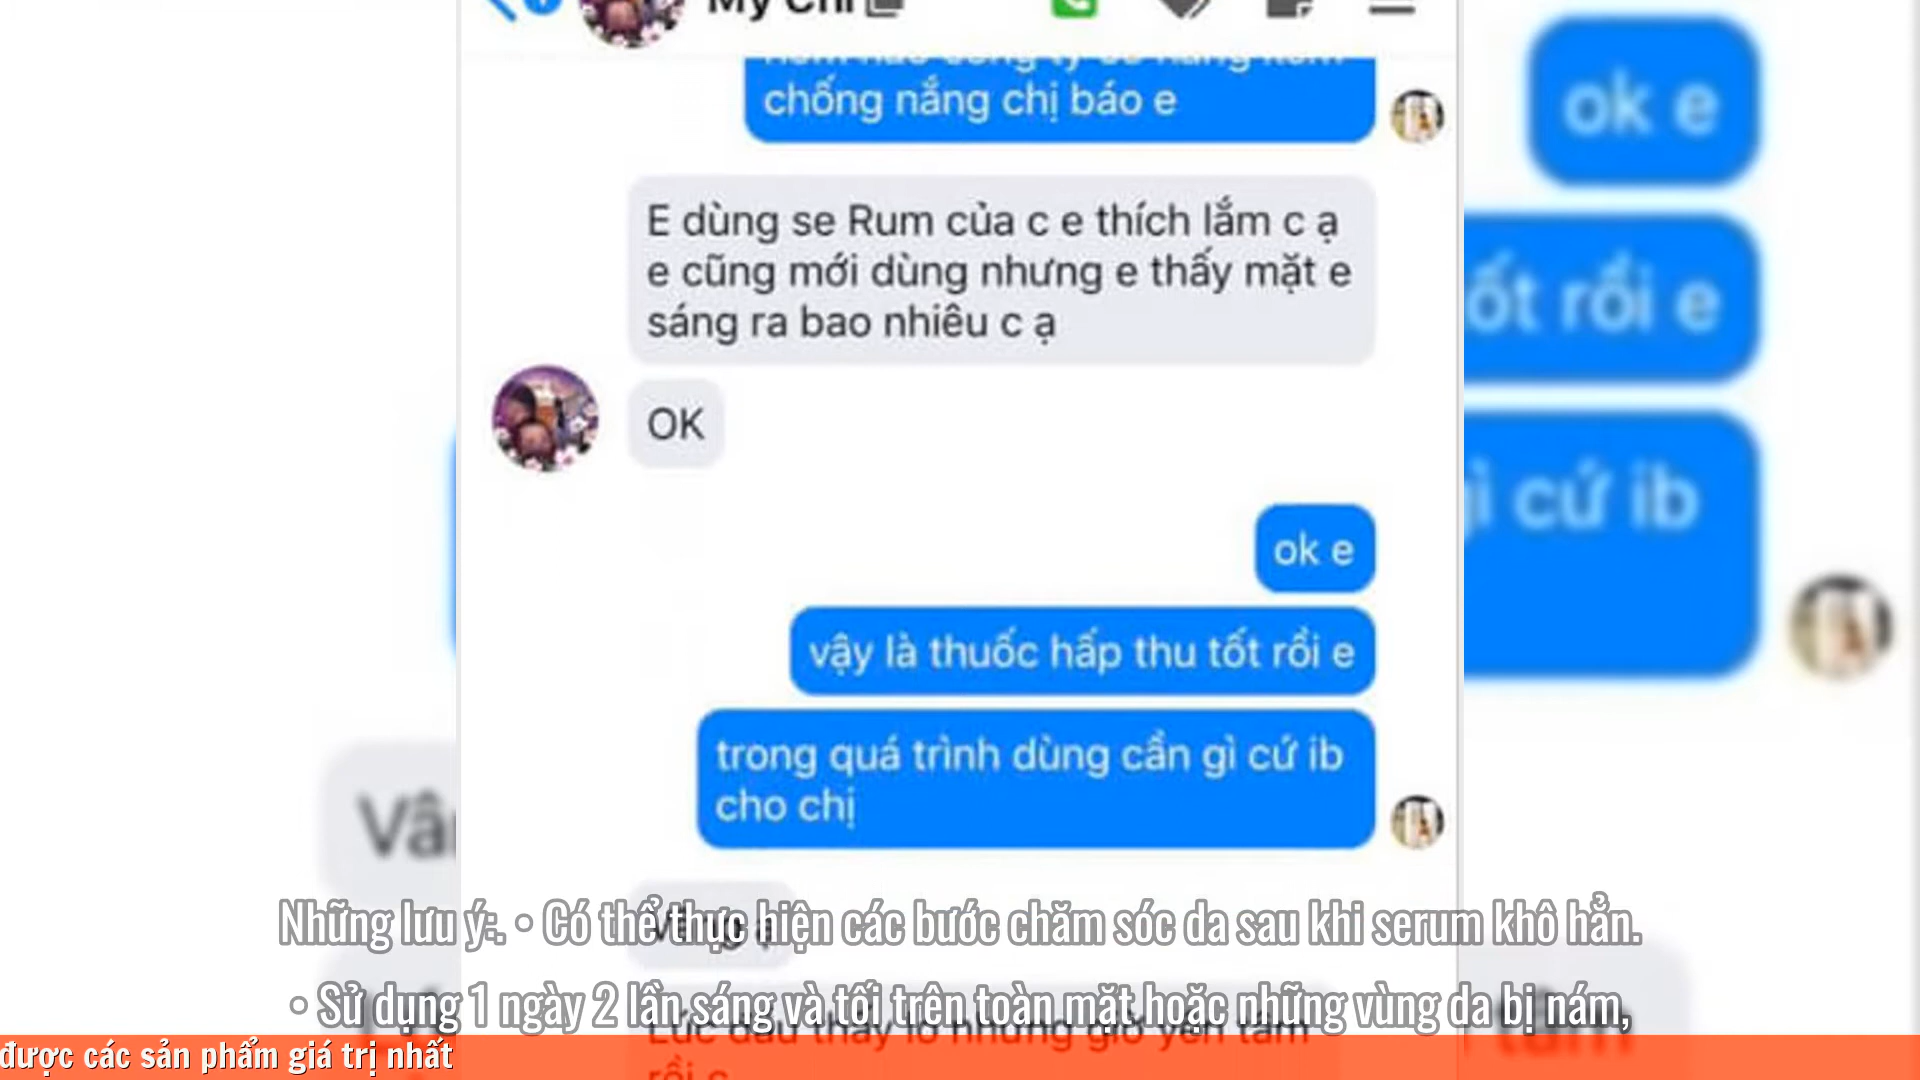 My Chi
chống nắng chị báo e
E dùng se Rum của c e thích lắm c ạ
e cũng mới dùng nhưng e thấy mặt e
sáng ra bao nhiêu c ạ
OK
ok e
vậy là thuốc hấp thu tốt rồi e
trong quá trình dùng cần gì cứ ib
cho chị
ok e
ốt rồi e
ì cứ ib
Những lưu ý:. • Có thể thực hiện các bước chăm sóc da sau khi serum khô hẳn.
• Sử dụng 1 ngày 2 lần sáng và tối trên toàn mặt hoặc những vùng da bị nám,
được các sản phẩm giá trị nhất